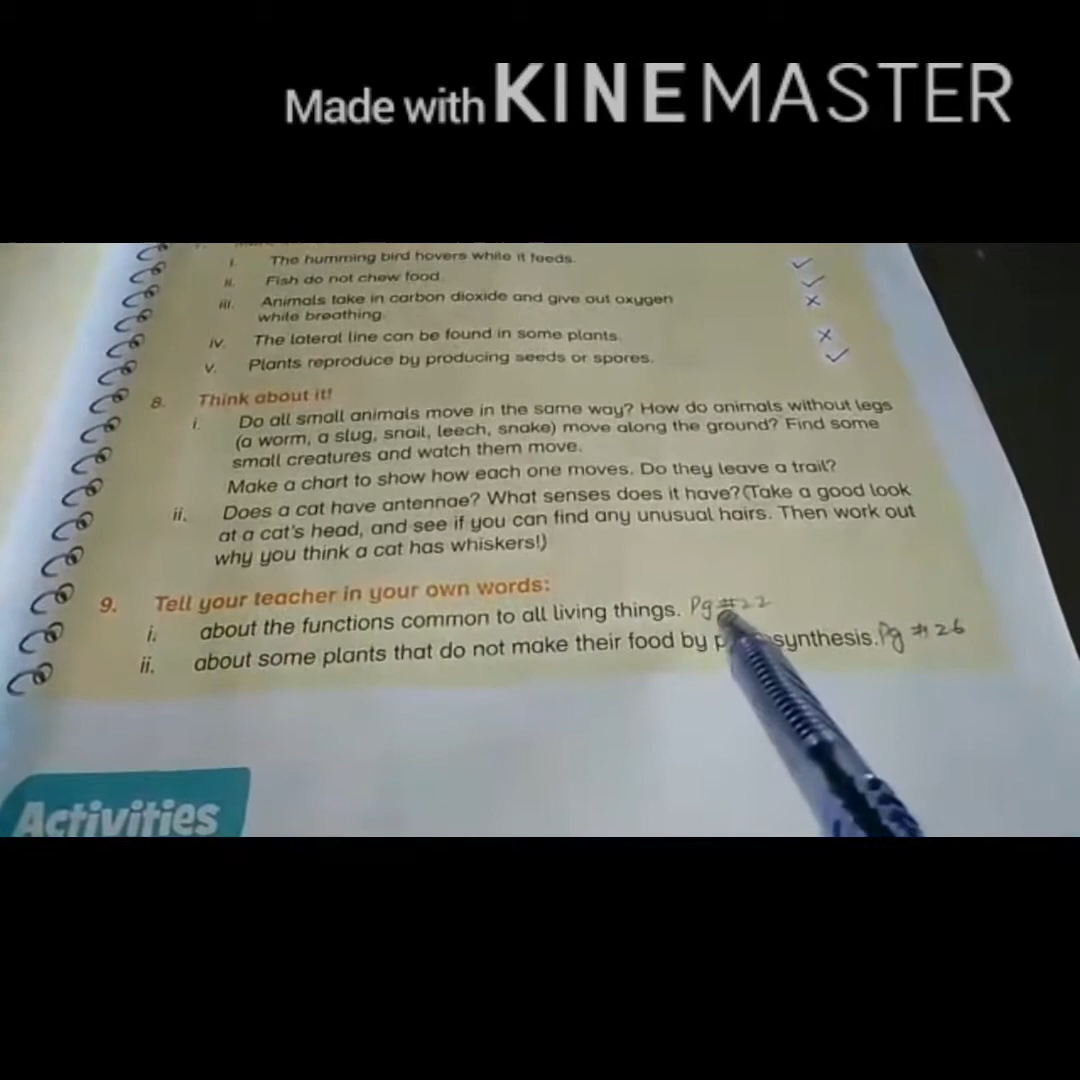 Made with KINEMASTER
i. The humming bird hovers while it feeds. ✓
ii. Fish do not chew food. ✓
iii. Animals take in carbon dioxide and give out oxygen ×
while breathing.
iv. The lateral line can be found in some plants. ×
v. Plants reproduce by producing seeds or spores. ✓
8. Think about it!
i. Do all small animals move in the same way? How do animals without legs
(a worm, a slug, snail, leech, snake) move along the ground? Find some
small creatures and watch them move.
Make a chart to show how each one moves. Do they leave a trail?
ii. Does a cat have antennae? What senses does it have? (Take a good look
at a cat's head, and see if you can find any unusual hairs. Then work out
why you think a cat has whiskers!)
9. Tell your teacher in your own words:
i. about the functions common to all living things. Pg #22
ii. about some plants that do not make their food by synthesis. Pg #26
Activities